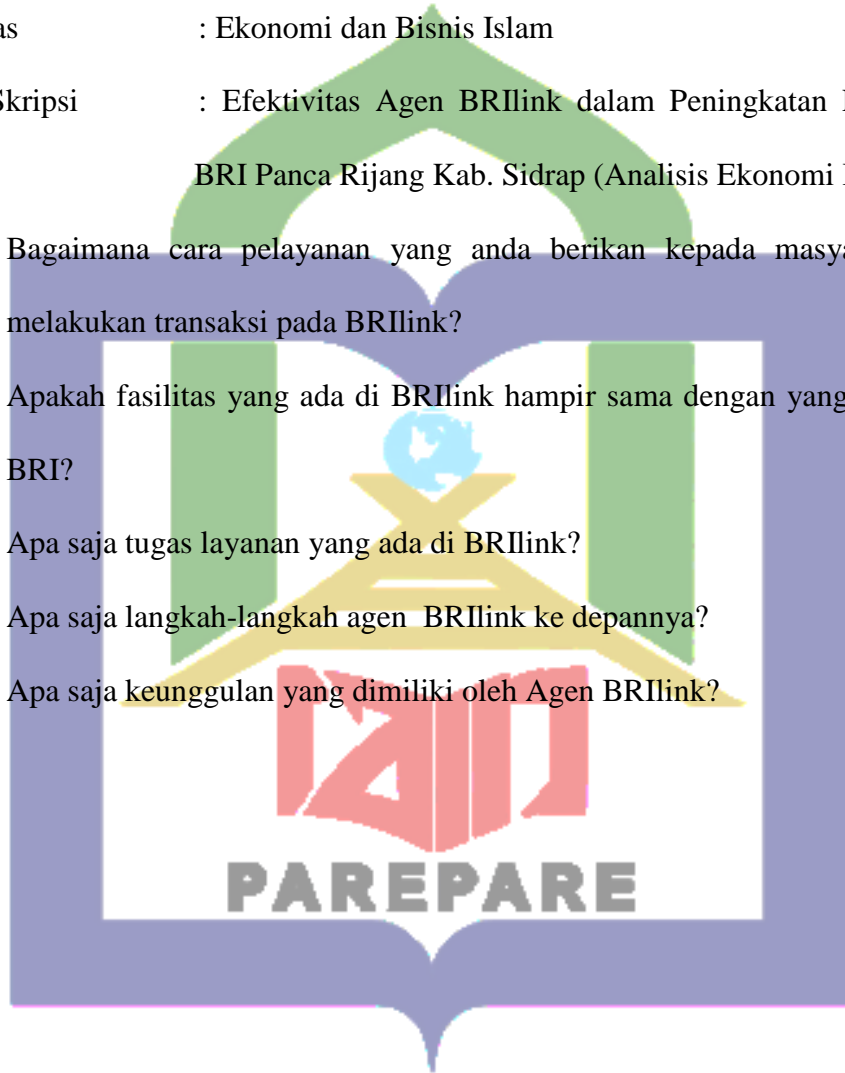 as : Ekonomi dan Bisnis Islam
Skripsi : Efektivitas Agen BRIlink dalam Peningkatan
BRI Panca Rijang Kab. Sidrap (Analisis Ekonomi
Bagaimana cara pelayanan yang anda berikan kepada masya
melakukan transaksi pada BRIlink?
Apakah fasilitas yang ada di BRIlink hampir sama dengan yang
BRI?
Apa saja tugas layanan yang ada di BRIlink?
Apa saja langkah-langkah agen BRIlink ke depannya?
Apa saja keunggulan yang dimiliki oleh Agen BRIlink?
IAIN
PAREPARE